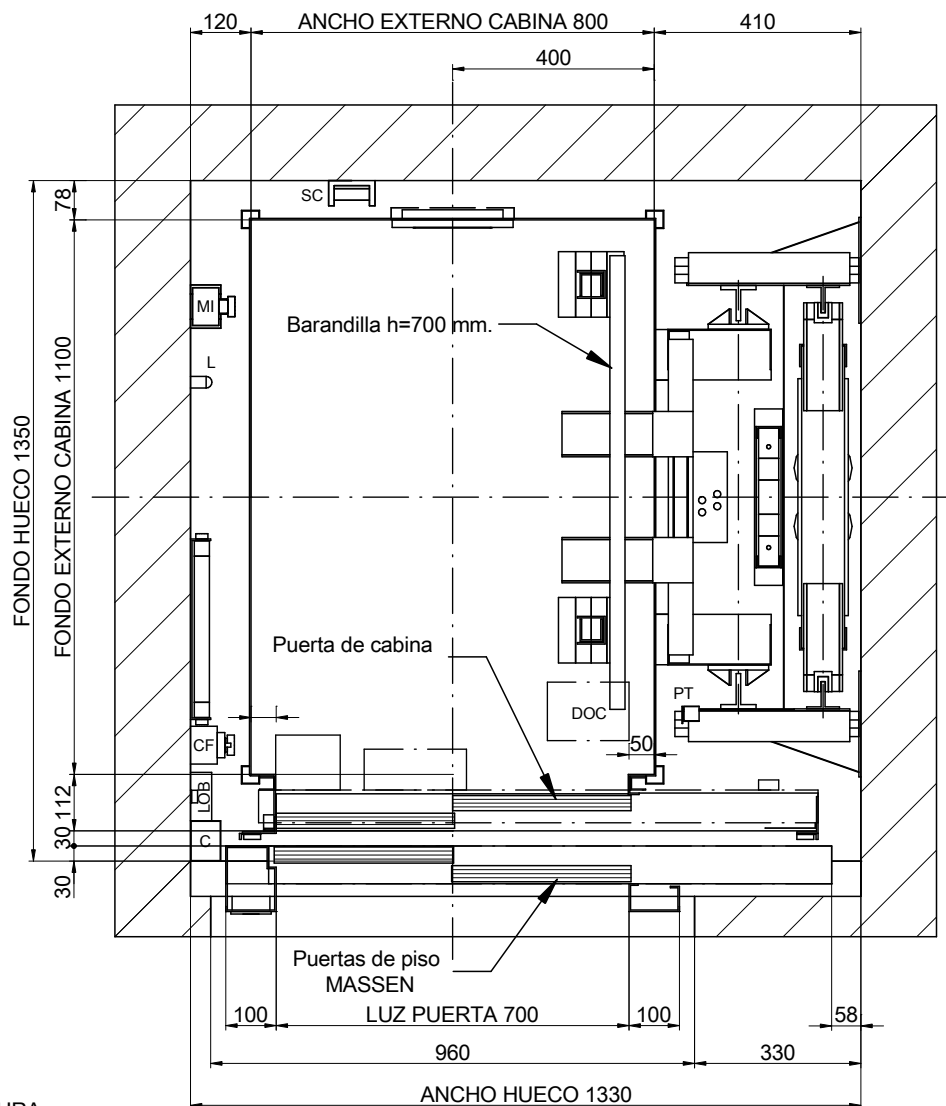 120
ANCHO EXTERNO CABINA 800
410
400
78
SC
MI
Barandilla h=700 mm.
L
FONDO HUECO 1350
FONDO EXTERNO CABINA 1100
Puerta de cabina
DOC
PT
CF
50
LOB
112
30
C
30
Puertas de piso
MASSEN
100
LUZ PUERTA 700
100
58
960
330
ANCHO HUECO 1330